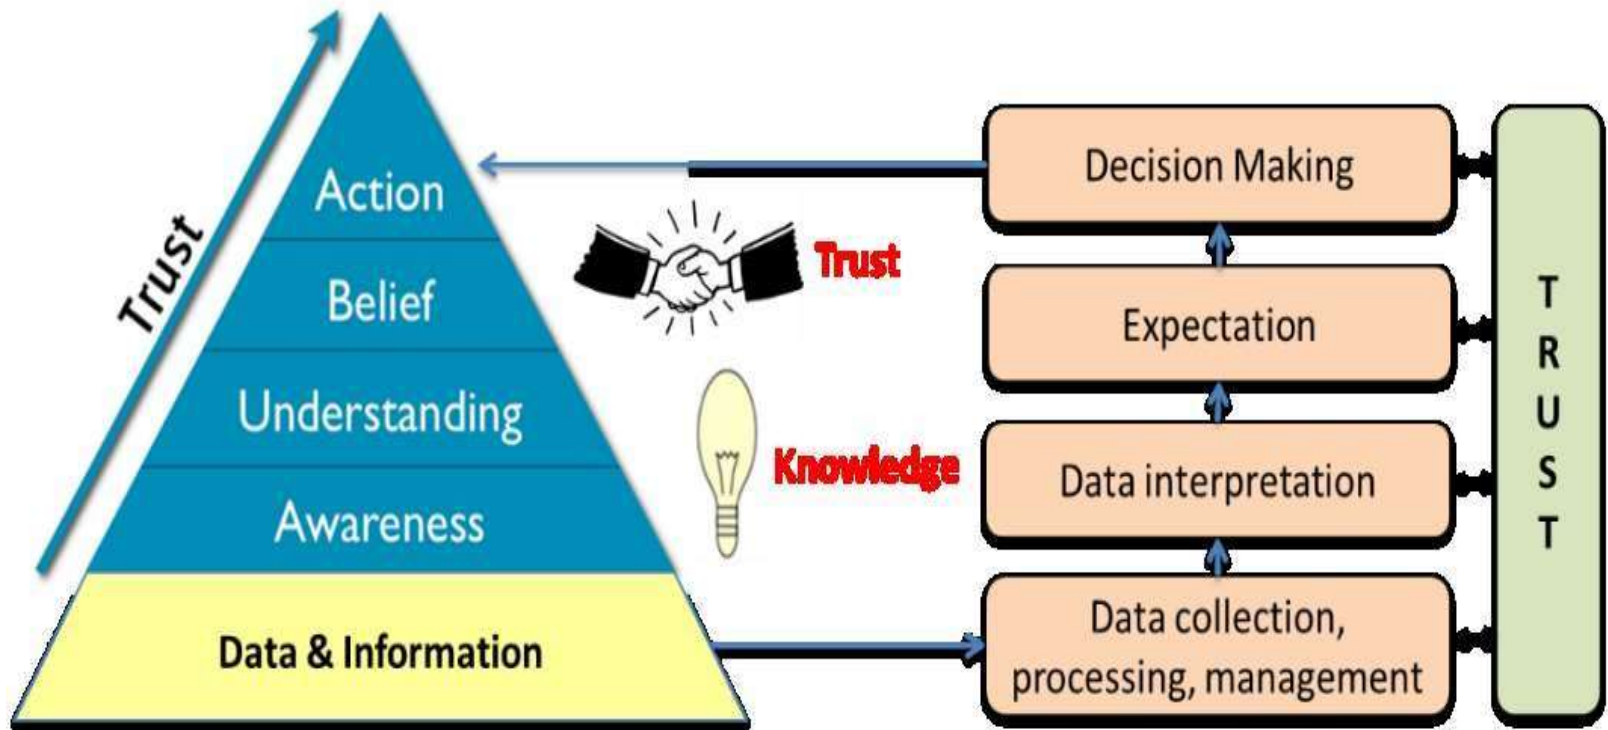 Trust
Action
Belief
Understanding
Awareness
Data & Information
Trust
Knowledge
Decision Making
Expectation
Data interpretation
Data collection,
processing, management
T
R
U
S
T